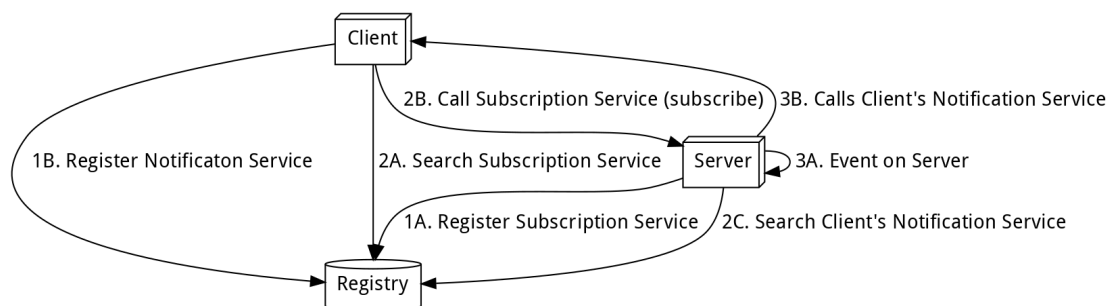 Client
2B. Call Subscription Service (subscribe)
3B. Calls Client's Notification Service
1B. Register Notificaton Service
2A. Search Subscription Service
Server
3A. Event on Server
1A. Register Subscription Service
2C. Search Client's Notification Service
Registry